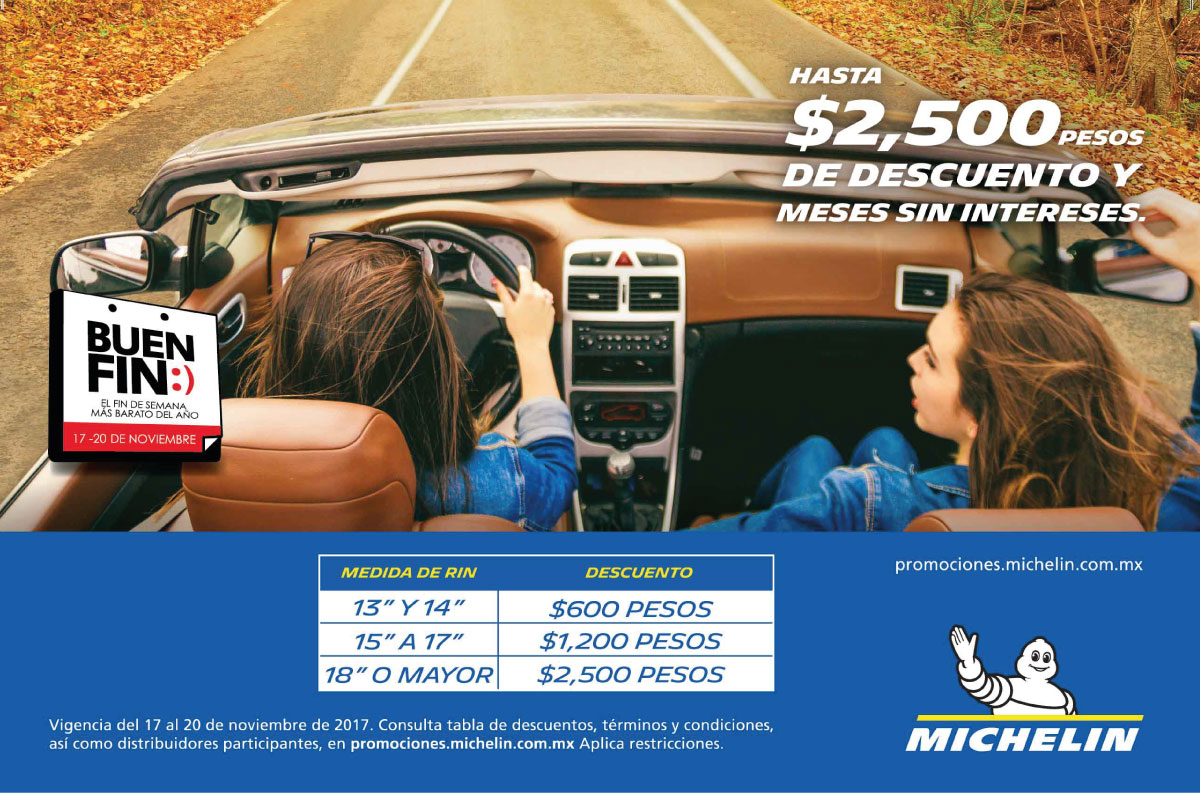 HASTA
$2,500 PESOS
DE DESCUENTO Y
MESES SIN INTERESES.
BUEN
FIN:)
EL FIN DE SEMANA
MÁS BARATO DEL AÑO
17 -20 DE NOVIEMBRE
MEDIDA DE RIN DESCUENTO
13” Y 14” $600 PESOS
15” A 17” $1,200 PESOS
18” O MAYOR $2,500 PESOS
promociones.michelin.com.mx
Vigencia del 17 al 20 de noviembre de 2017. Consulta tabla de descuentos, términos y condiciones,
así como distribuidores participantes, en promociones.michelin.com.mx Aplica restricciones.
MICHELIN